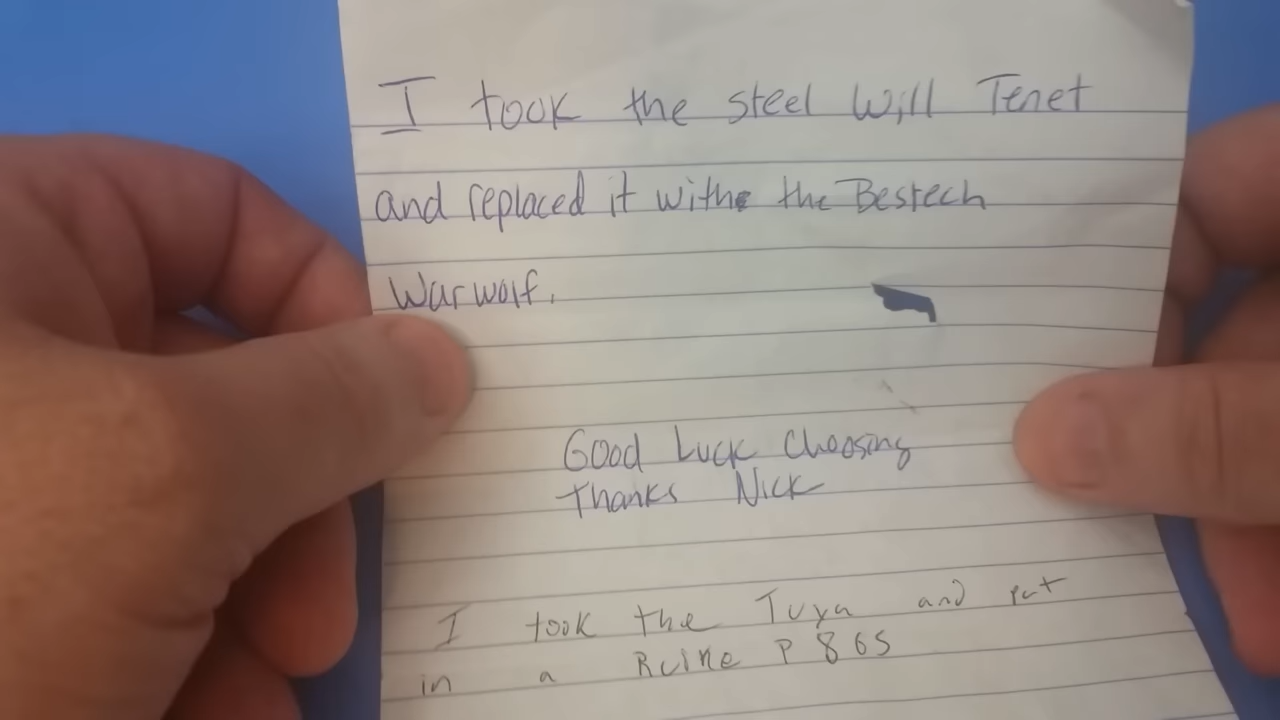 I took the steel Will Tenet
and replaced it with the Bestech
Warwolf.
Good Luck Choosing
Thanks Nick
I took the Tuya and put
in a Ruike P 865